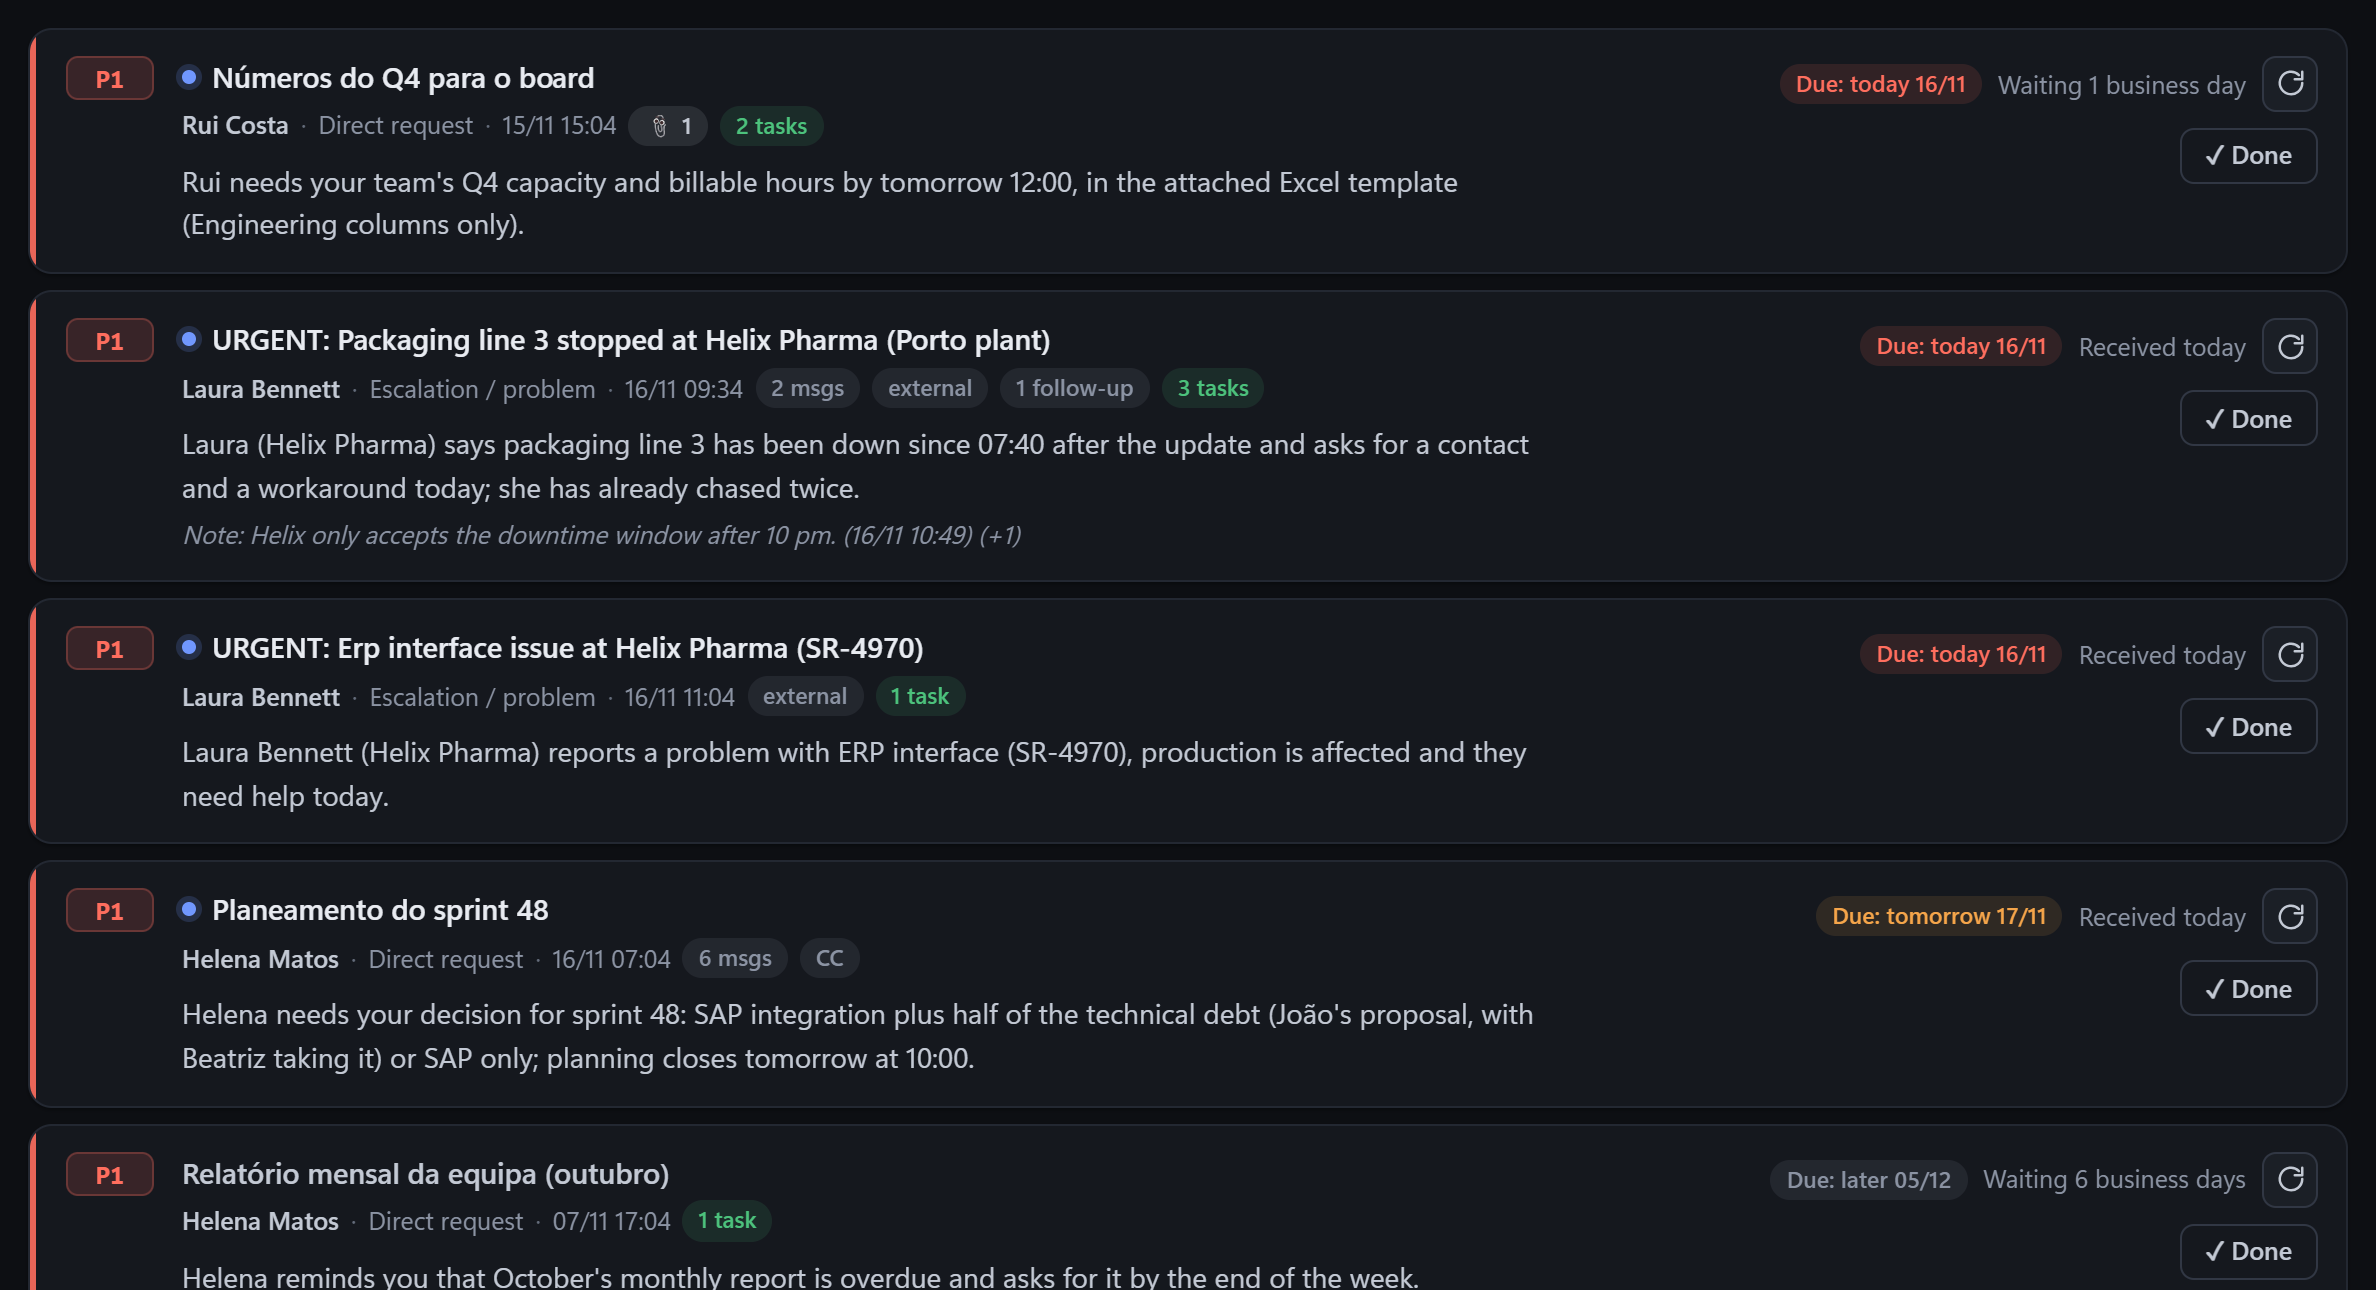 P1 Números do Q4 para o board Due: today 16/11 Waiting 1 business day
Rui Costa · Direct request · 15/11 15:04 1 2 tasks
✓ Done
Rui needs your team's Q4 capacity and billable hours by tomorrow 12:00, in the attached Excel template
(Engineering columns only).
P1 URGENT: Packaging line 3 stopped at Helix Pharma (Porto plant) Due: today 16/11 Received today
Laura Bennett · Escalation / problem · 16/11 09:34 2 msgs external 1 follow-up 3 tasks
✓ Done
Laura (Helix Pharma) says packaging line 3 has been down since 07:40 after the update and asks for a contact
and a workaround today; she has already chased twice.
Note: Helix only accepts the downtime window after 10 pm. (16/11 10:49) (+1)
P1 URGENT: Erp interface issue at Helix Pharma (SR-4970) Due: today 16/11 Received today
Laura Bennett · Escalation / problem · 16/11 11:04 external 1 task
✓ Done
Laura Bennett (Helix Pharma) reports a problem with ERP interface (SR-4970), production is affected and they
need help today.
P1 Planeamento do sprint 48 Due: tomorrow 17/11 Received today
Helena Matos · Direct request · 16/11 07:04 6 msgs CC
✓ Done
Helena needs your decision for sprint 48: SAP integration plus half of the technical debt (João's proposal, with
Beatriz taking it) or SAP only; planning closes tomorrow at 10:00.
P1 Relatório mensal da equipa (outubro) Due: later 05/12 Waiting 6 business days
Helena Matos · Direct request · 07/11 17:04 1 task
✓ Done
Helena reminds you that October's monthly report is overdue and asks for it by the end of the week.